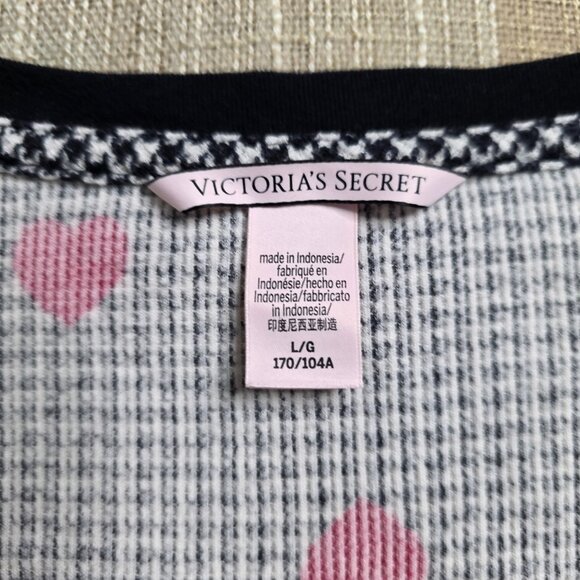 VICTORIA'S SECRET
made in Indonesia/
fabriqué en
Indonésie/hecho en
Indonesia/fabbricato
in Indonesia/
印度尼西亚制造
L/G
170/104A